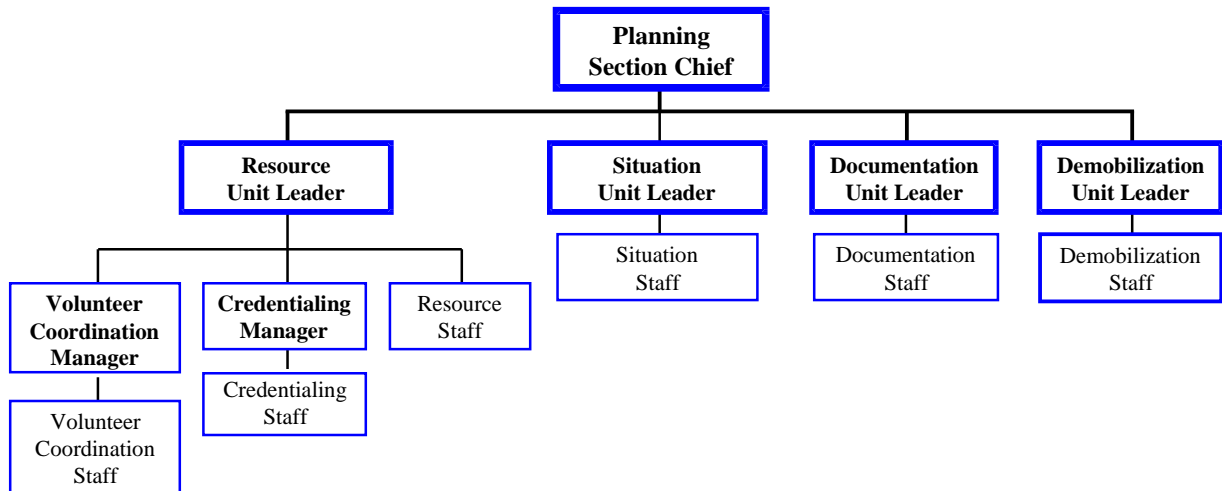 Planning
Section Chief
Resource
Unit Leader
Situation
Unit Leader
Documentation
Unit Leader
Demobilization
Unit Leader
Situation
Staff
Documentation
Staff
Demobilization
Staff
Volunteer
Coordination
Manager
Credentialing
Manager
Resource
Staff
Volunteer
Coordination
Staff
Credentialing
Staff